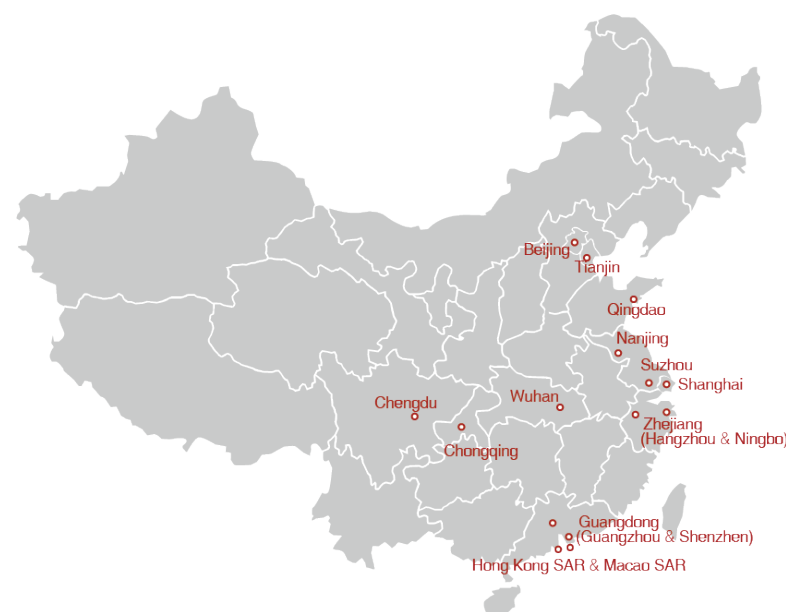 Beijing
Tianjin
Qingdao
Nanjing
Suzhou
Shanghai
Chengdu
Wuhan
Zhejiang
(Hangzhou & Ningbo)
Chongqing
Guangdong
(Guangzhou & Shenzhen)
Hong Kong SAR & Macao SAR